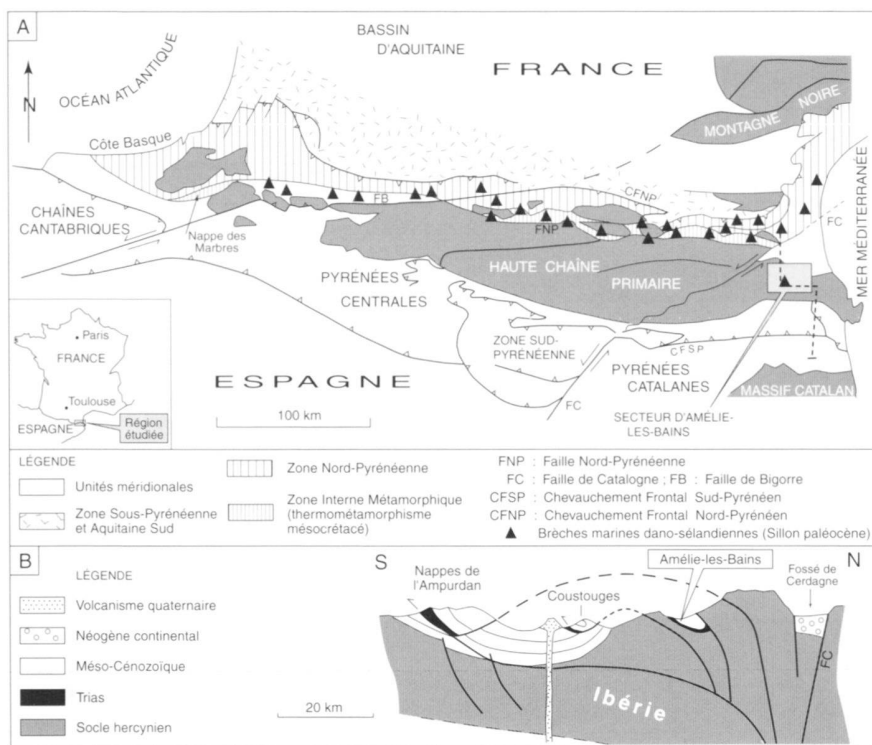 A
BASSIN
D'AQUITAINE
FRANCE
OCÉAN ATLANTIQUE
N
MONTAGNE NOIRE
Côte Basque
CFNP
FB
MER MÉDITERRANÉE
FC
CHAÎNES
CANTABRIQUES
Nappe des
Marbres
FNP
HAUTE CHAÎNE
PRIMAIRE
PYRÉNÉES
CENTRALES
ZONE SUD-
PYRÉNÉENNE
CFSP
PYRÉNÉES
CATALANES
MASSIF CATALAN
FC
ESPAGNE
100 km
SECTEUR D'AMÉLIE-
LES-BAINS
Paris
FRANCE
Toulouse
ESPAGNE
Région
étudiée
LÉGENDE
Unités méridionales
Zone Sous-Pyrénéenne
et Aquitaine Sud
Zone Nord-Pyrénéenne
Zone Interne Métamorphique
(thermométamorphisme
mésocrétacé)
FNP : Faille Nord-Pyrénéenne
FC : Faille de Catalogne ; FB : Faille de Bigorre
CFSP : Chevauchement Frontal Sud-Pyrénéen
CFNP : Chevauchement Frontal Nord-Pyrénéen
Brèches marines dano-sélandiennes (Sillon paléocène)
B
LÉGENDE
Volcanisme quaternaire
Néogène continental
Méso-Cénozoïque
Trias
Socle hercynien
20 km
S
N
Nappes de
l'Ampurdan
Coustouges
Amélie-les-Bains
Fossé
de
Cerdagne
FC
Ibérie